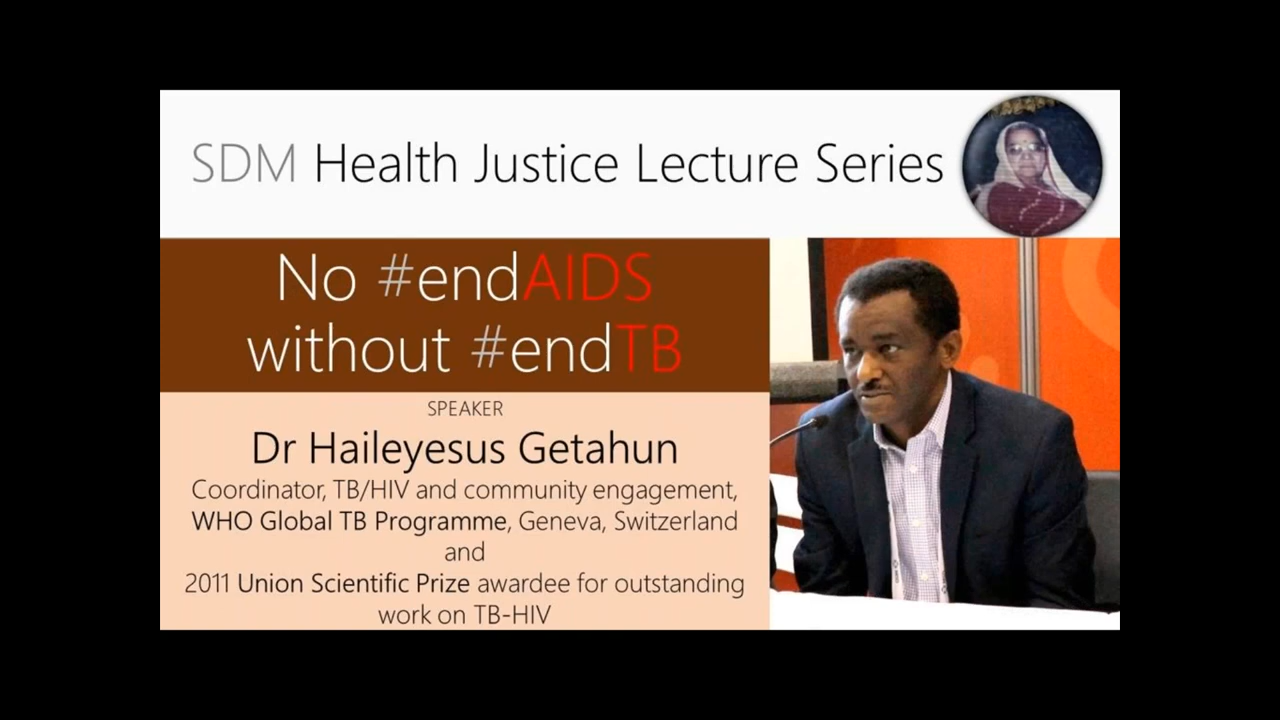 SDM Health Justice Lecture Series
No #endAIDS
without #endTB
SPEAKER
Dr Haileyesus Getahun
Coordinator, TB/HIV and community engagement,
WHO Global TB Programme, Geneva, Switzerland
and
2011 Union Scientific Prize awardee for outstanding
work on TB-HIV